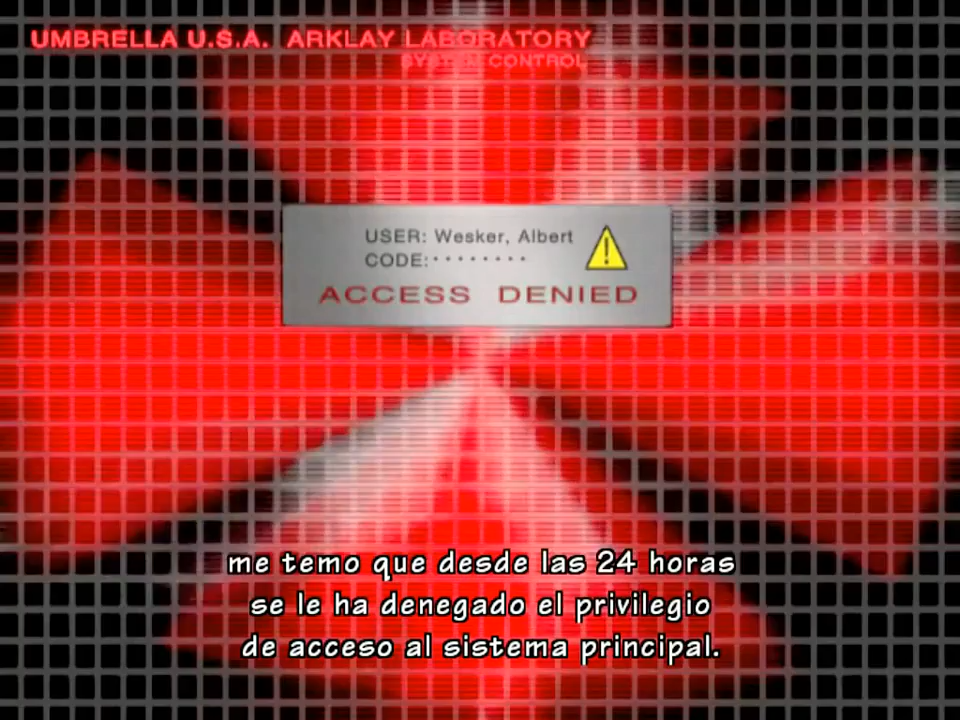 UMBRELLA U.S.A. ARKLAY LABORATORY
SYSTEM CONTROL
USER: Wesker, Albert
CODE:········
ACCESS DENIED
me temo que desde las 24 horas
se le ha denegado el privilegio
de acceso al sistema principal.